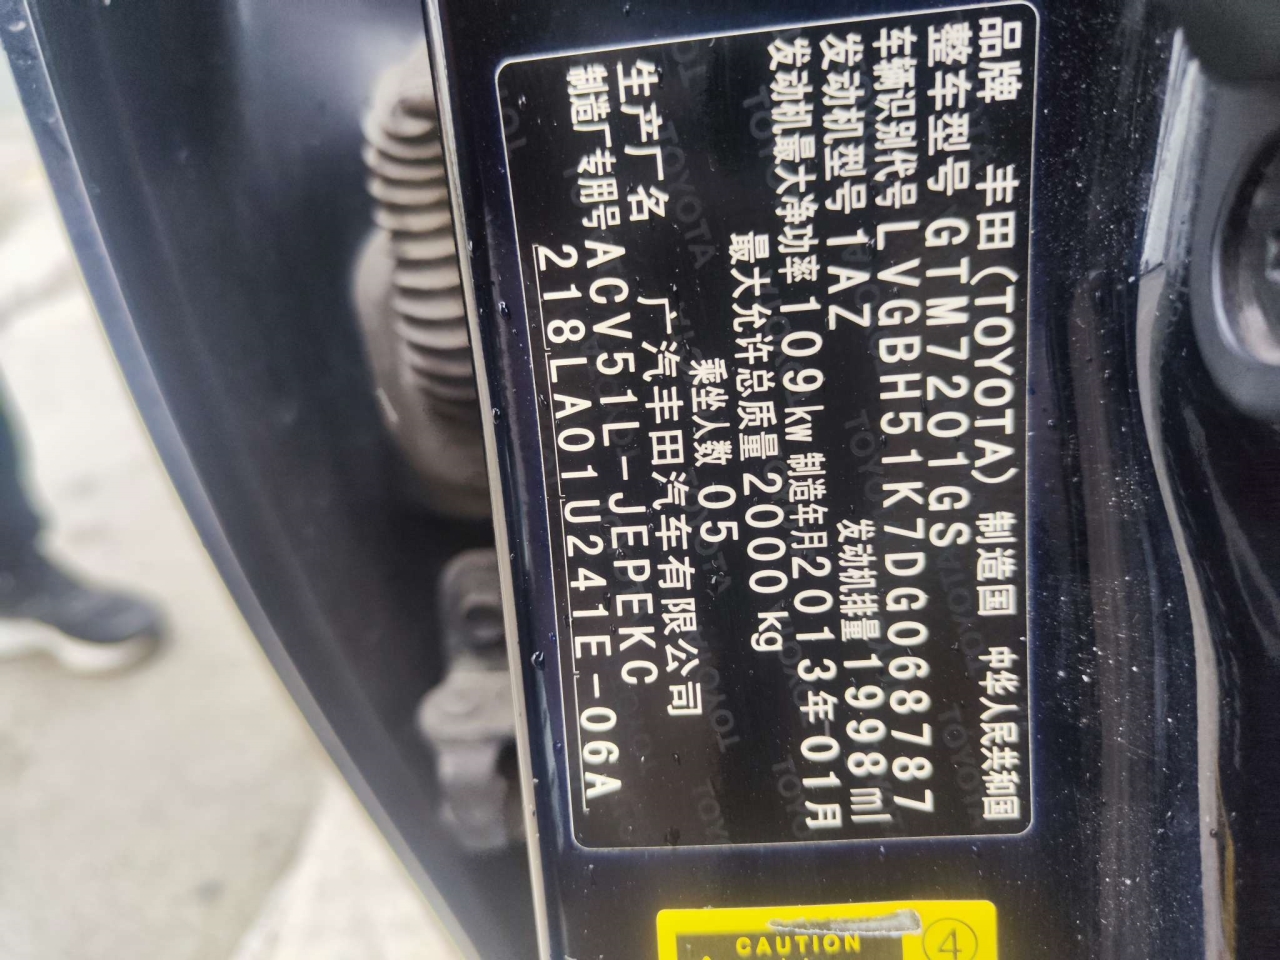 品牌 丰田(TOYOTA) 制造国 中华人民共和国
整车型号 GTM7201GS
车辆识别代号 LVGBH51K7DG068787
发动机型号 1AZ 发动机排量 1998ml
发动机最大净功率 109kw 制造年月 2013年01月
最大允许总质量 2000kg
乘坐人数 05
生产厂名 广汽丰田汽车有限公司
制造厂专用号 ACV51L-JEPEKC
218LA01U241E-06A
CAUTION
④